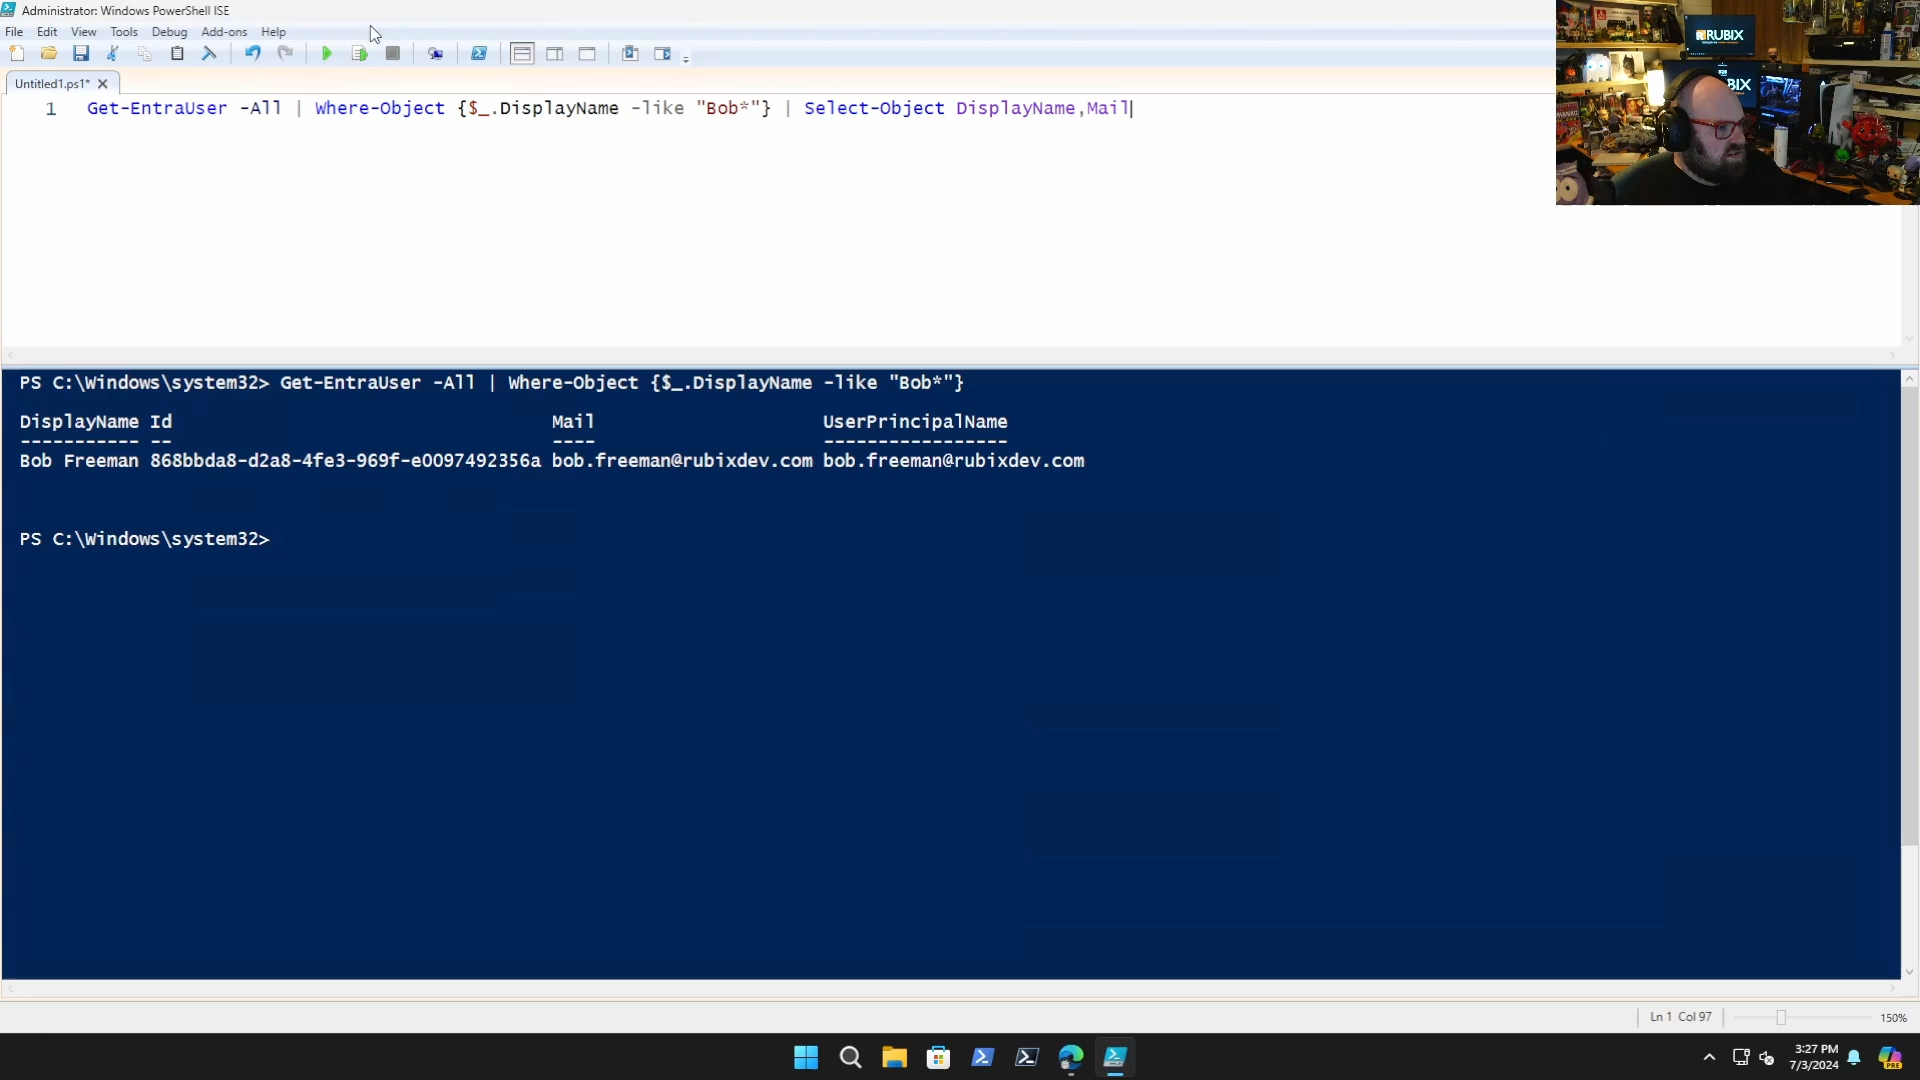 Administrator: Windows PowerShell ISE
File Edit View Tools Debug Add-ons Help
Untitled1.ps1*
1 Get-EntraUser -All | Where-Object {$_.DisplayName -like "Bob*"} | Select-Object DisplayName,Mail
RUBIX
PS C:\Windows\system32> Get-EntraUser -All | Where-Object {$_.DisplayName -like "Bob*"}
DisplayName Id Mail UserPrincipalName
----------- -- ---- -----------------
Bob Freeman 868bbda8-d2a8-4fe3-969f-e0097492356a bob.freeman@rubixdev.com bob.freeman@rubixdev.com
PS C:\Windows\system32>
Ln 1 Col 97 150%
3:27 PM
7/3/2024
PRE